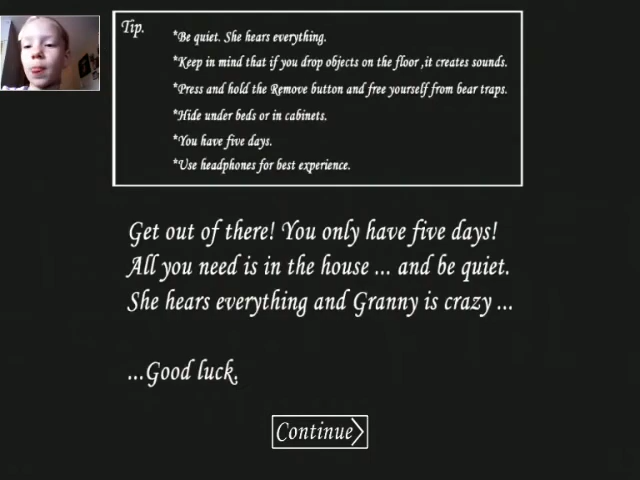 Tip.
*Be quiet. She hears everything.
*Keep in mind that if you drop objects on the floor ,it creates sounds.
*Press and hold the Remove button and free yourself from bear traps.
*Hide under beds or in cabinets.
*You have five days.
*Use headphones for best experience.
Get out of there! You only have five days!
All you need is in the house ... and be quiet.
She hears everything and Granny is crazy ...
...Good luck.
Continue>